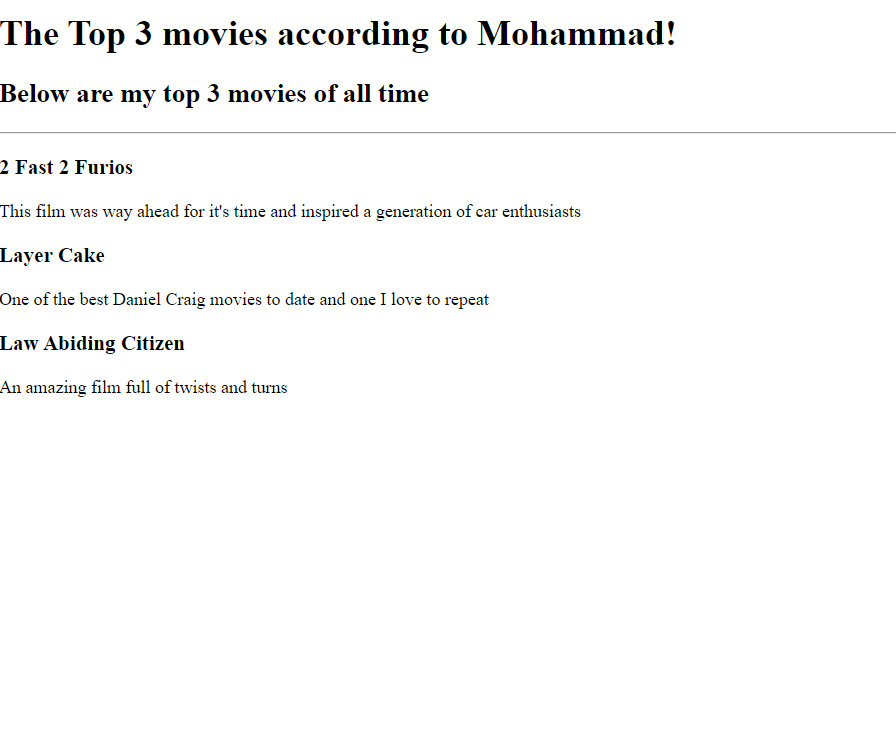 The Top 3 movies according to Mohammad!
Below are my top 3 movies of all time
2 Fast 2 Furios
This film was way ahead for it's time and inspired a generation of car enthusiasts
Layer Cake
One of the best Daniel Craig movies to date and one I love to repeat
Law Abiding Citizen
An amazing film full of twists and turns